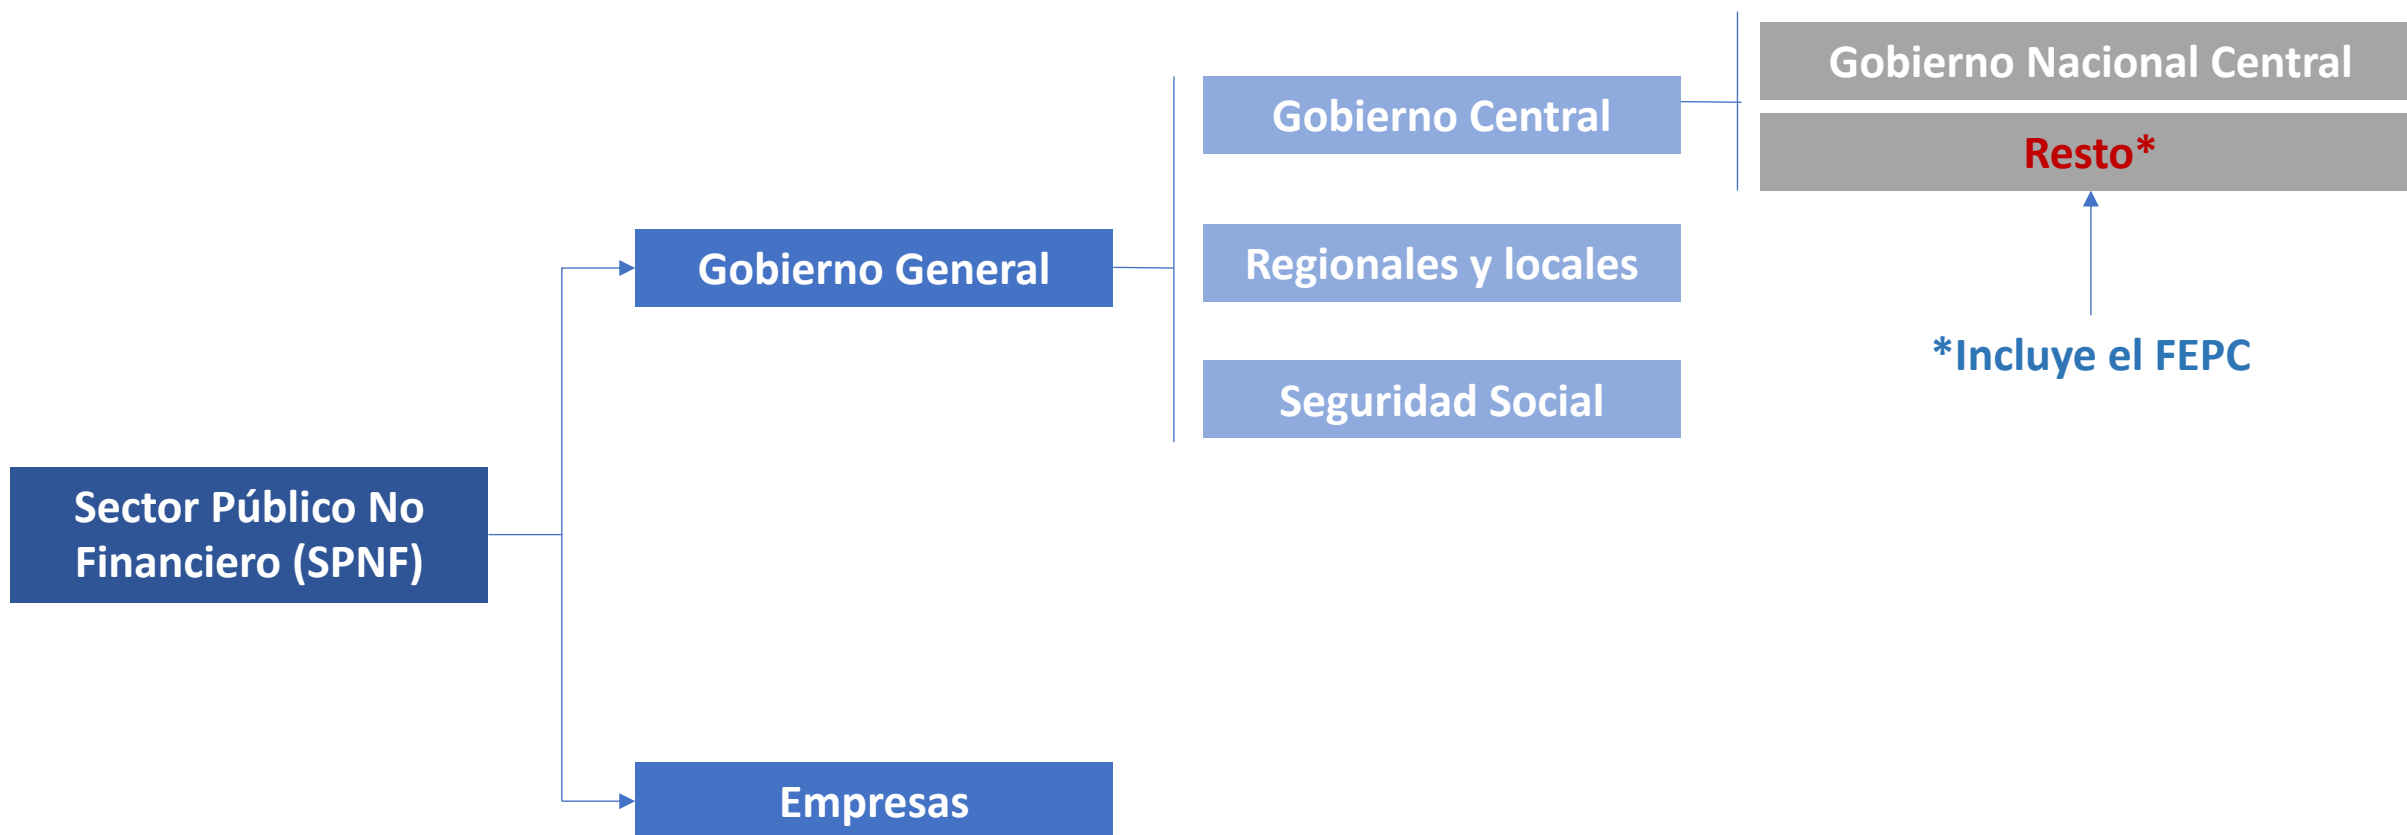 Gobierno Nacional Central
Resto*
*Incluye el FEPC
Gobierno Central
Regionales y locales
Seguridad Social
Gobierno General
Sector Público No
Financiero (SPNF)
Empresas